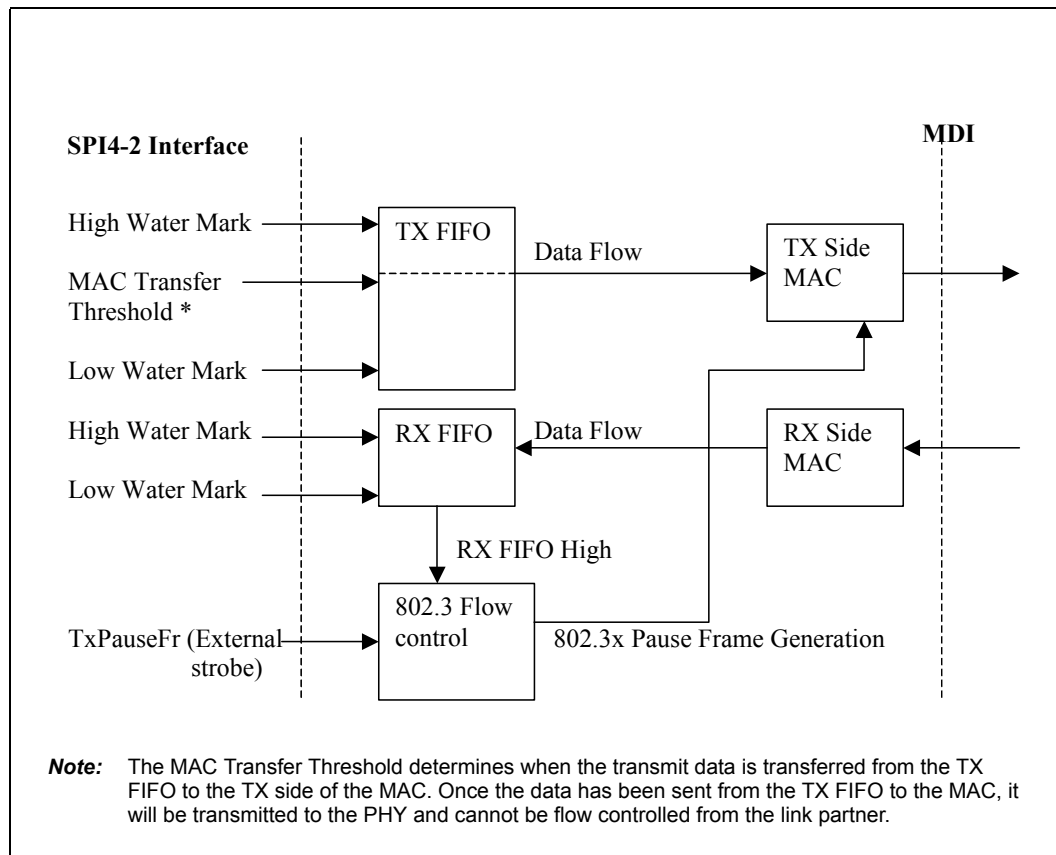 SPI4-2 Interface
MDI
High Water Mark
TX FIFO
Data Flow
TX Side
MAC
MAC Transfer
Threshold *
Low Water Mark
High Water Mark
RX FIFO
Data Flow
RX Side
MAC
Low Water Mark
RX FIFO High
802.3 Flow
control
TxPauseFr (External
strobe)
802.3x Pause Frame Generation
Note: The MAC Transfer Threshold determines when the transmit data is transferred from the TX
FIFO to the TX side of the MAC. Once the data has been sent from the TX FIFO to the MAC, it
will be transmitted to the PHY and cannot be flow controlled from the link partner.